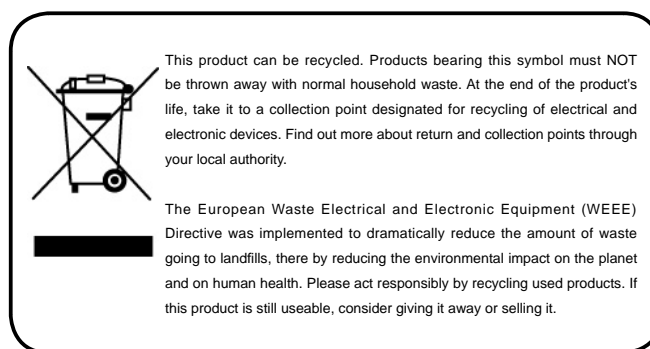 This product can be recycled. Products bearing this symbol must NOT
be thrown away with normal household waste. At the end of the product's
life, take it to a collection point designated for recycling of electrical and
electronic devices. Find out more about return and collection points through
your local authority.
The European Waste Electrical and Electronic Equipment (WEEE)
Directive was implemented to dramatically reduce the amount of waste
going to landfills, there by reducing the environmental impact on the planet
and on human health. Please act responsibly by recycling used products. If
this product is still useable, consider giving it away or selling it.